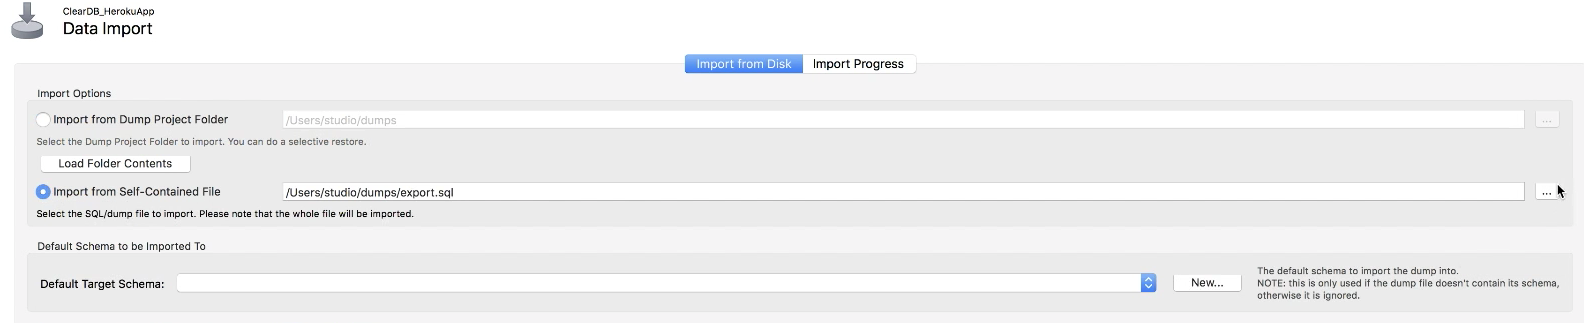 ClearDB_HerokuApp
Data Import
Import from Disk Import Progress
Import Options
Import from Dump Project Folder /Users/studio/dumps ...
Select the Dump Project Folder to import. You can do a selective restore.
Load Folder Contents
Import from Self-Contained File /Users/studio/dumps/export.sql ...
Select the SQL/dump file to import. Please note that the whole file will be imported.
Default Schema to be Imported To
Default Target Schema: New...
The default schema to import the dump into.
NOTE: this is only used if the dump file doesn't contain its schema,
otherwise it is ignored.